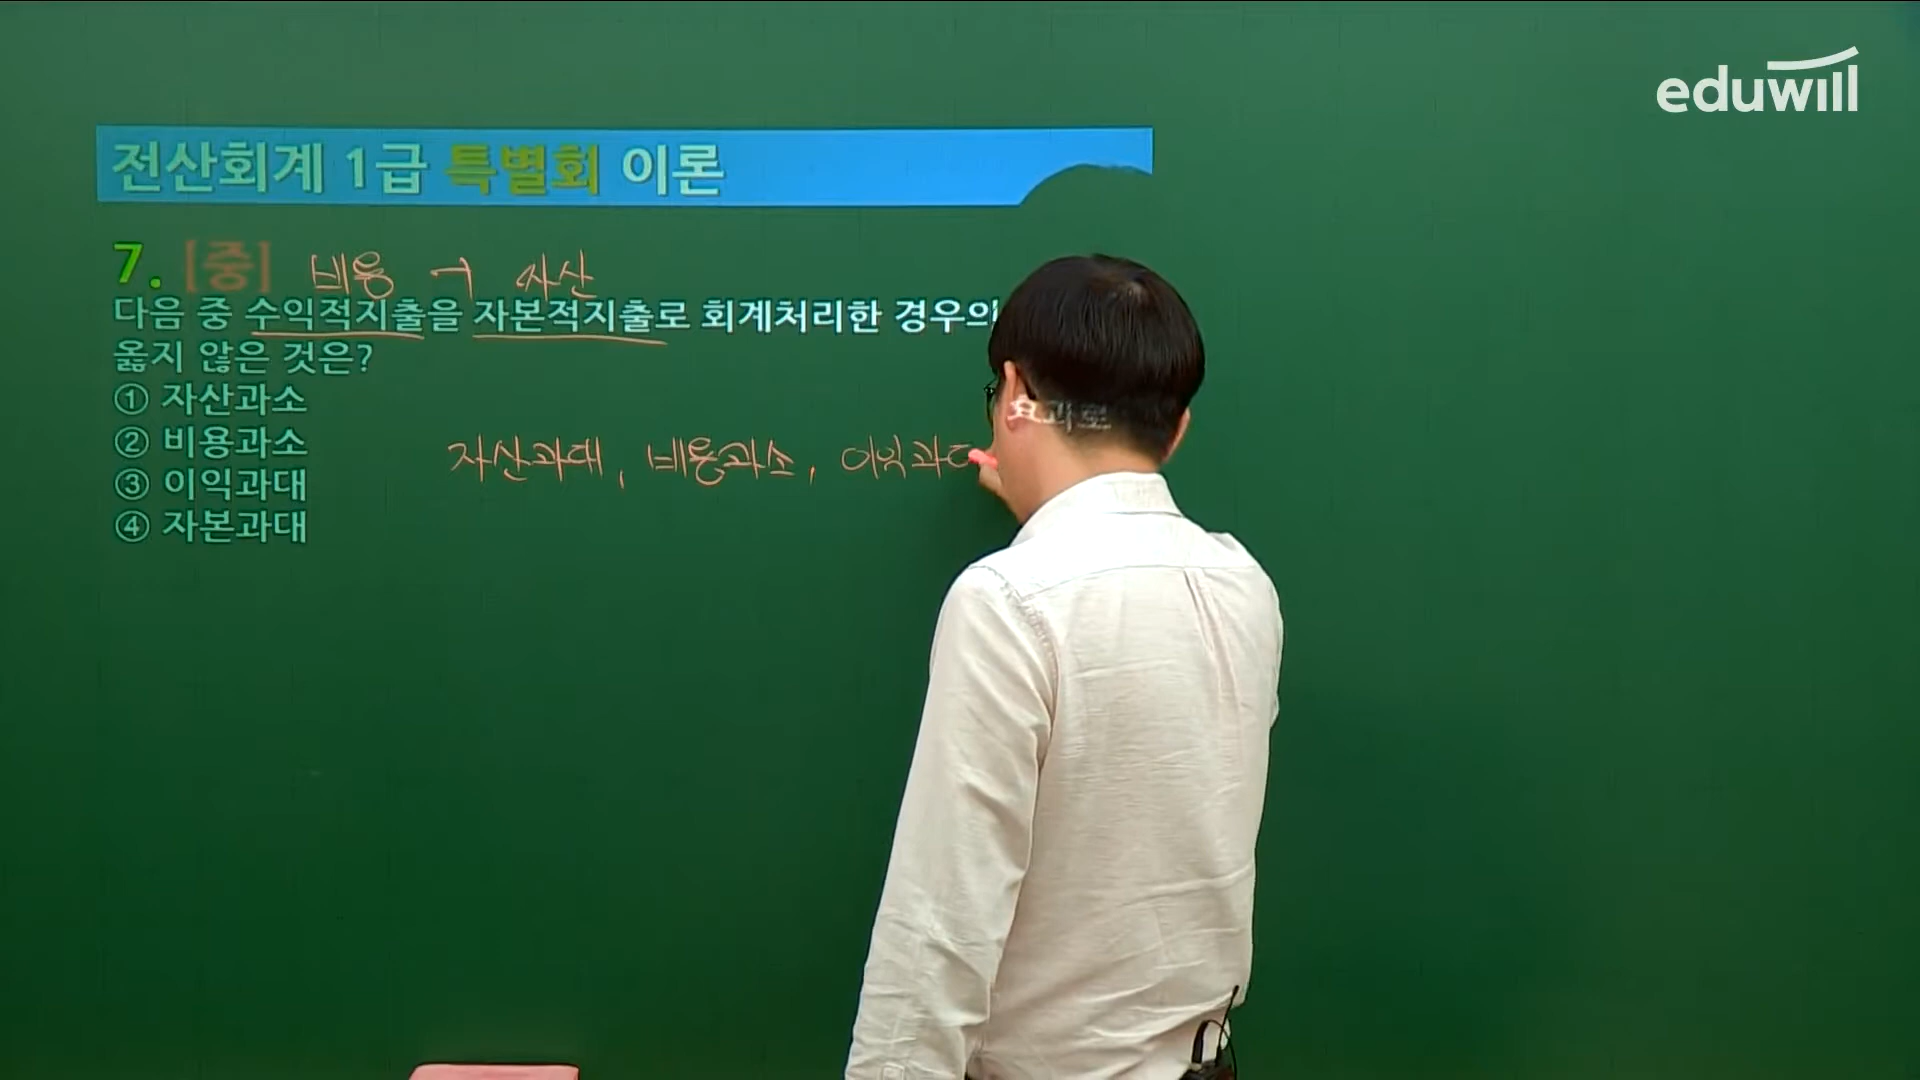 eduwill
전산회계 1급 특별회 이론
7. [중] 비용 → 자산
다음 중 수익적지출을 자본적지출로 회계처리한 경우의
효과로
옳지 않은 것은?
① 자산과소
② 비용과소
자산과대, 비용과소, 이익과대
③ 이익과대
④ 자본과대